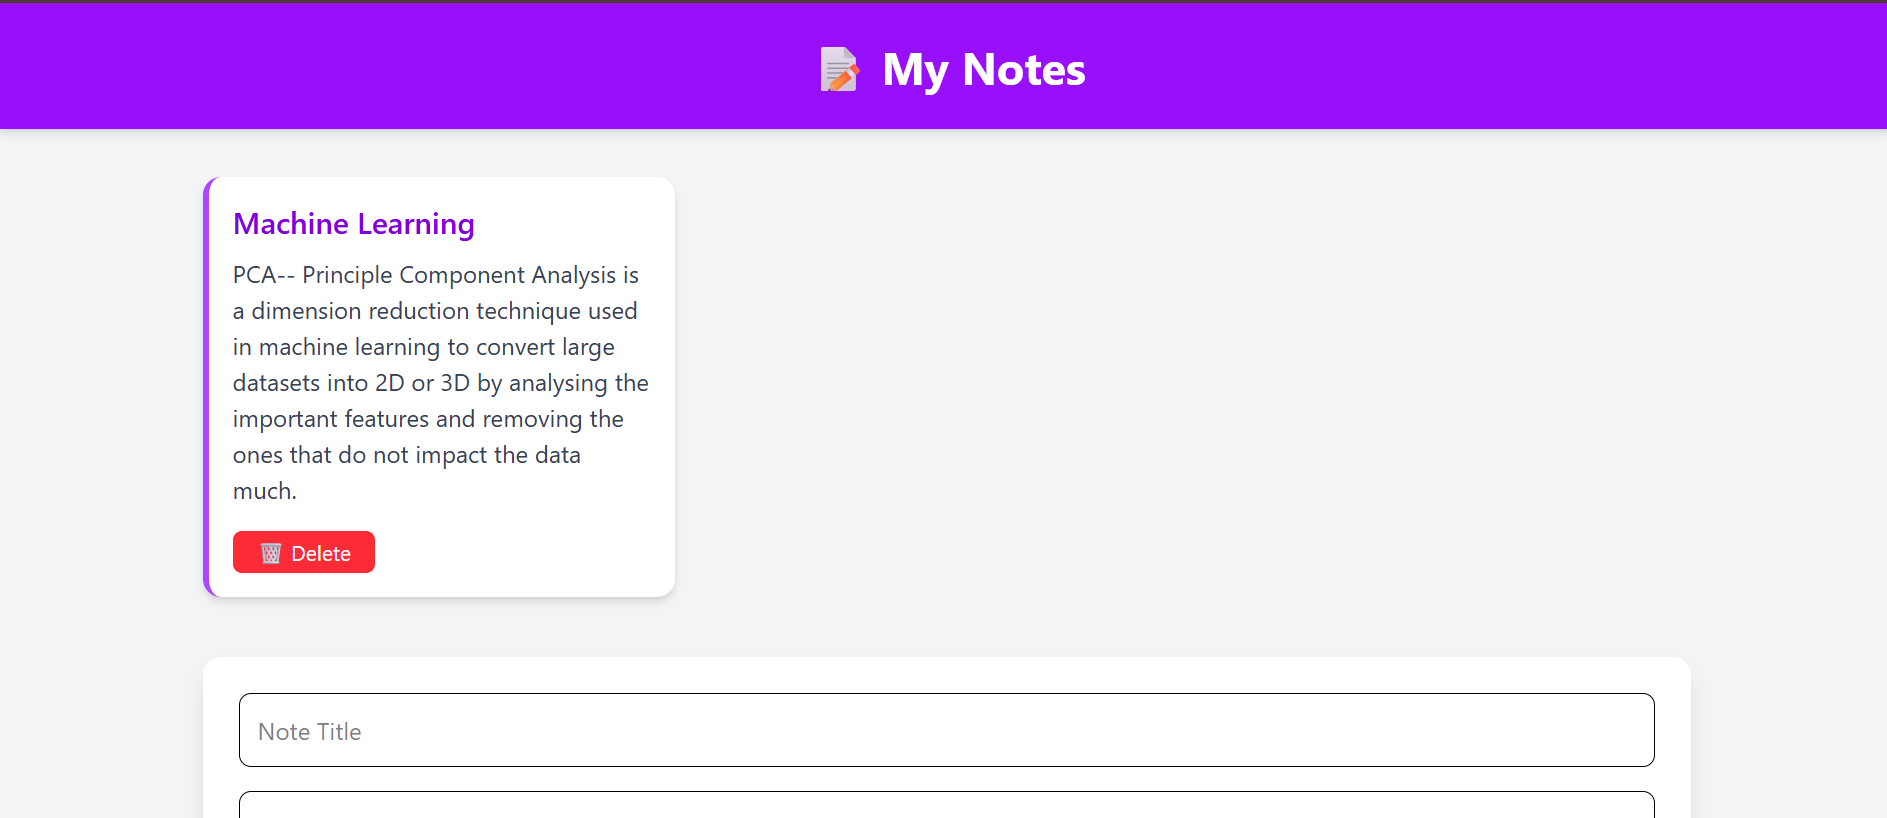 📝 My Notes
Machine Learning
PCA-- Principle Component Analysis is
a dimension reduction technique used
in machine learning to convert large
datasets into 2D or 3D by analysing the
important features and removing the
ones that do not impact the data
much.
🗑️ Delete
Note Title